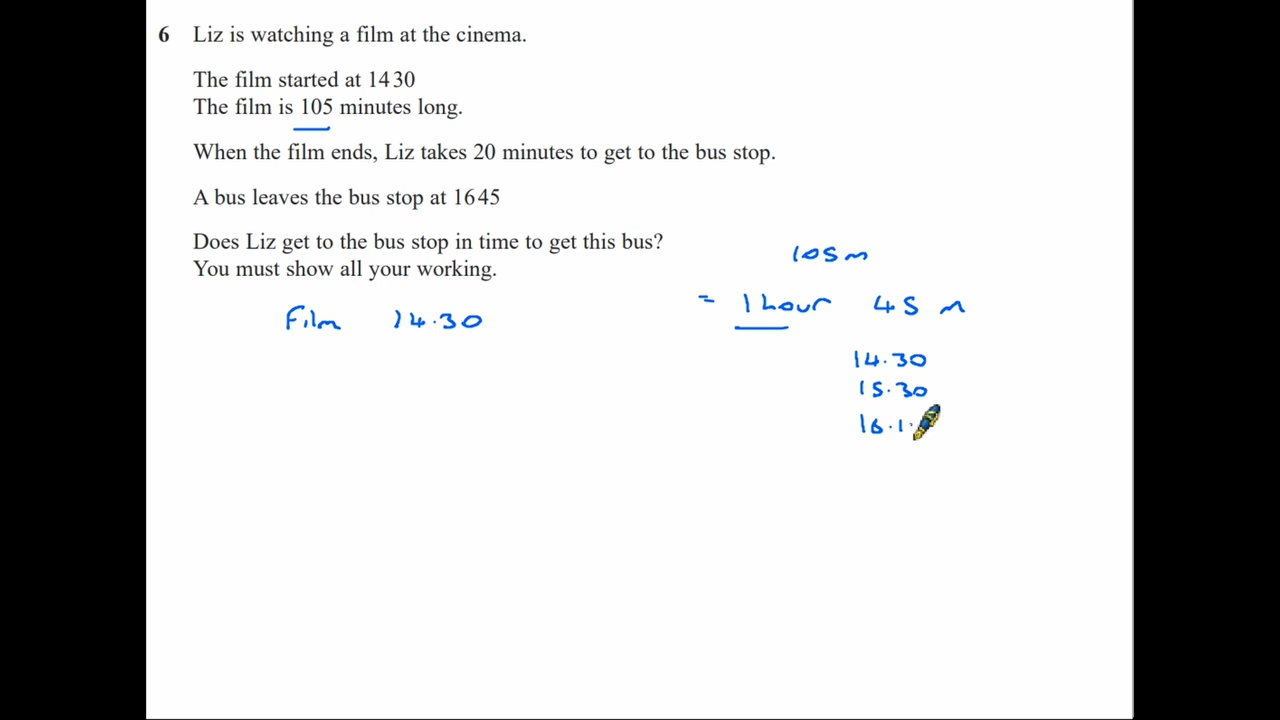 6 Liz is watching a film at the cinema.
The film started at 1430
The film is 105 minutes long.
When the film ends, Liz takes 20 minutes to get to the bus stop.
A bus leaves the bus stop at 1645
Does Liz get to the bus stop in time to get this bus?
You must show all your working.
105m
= 1 hour 45 m
Film 14.30
14.30
15.30
16.1